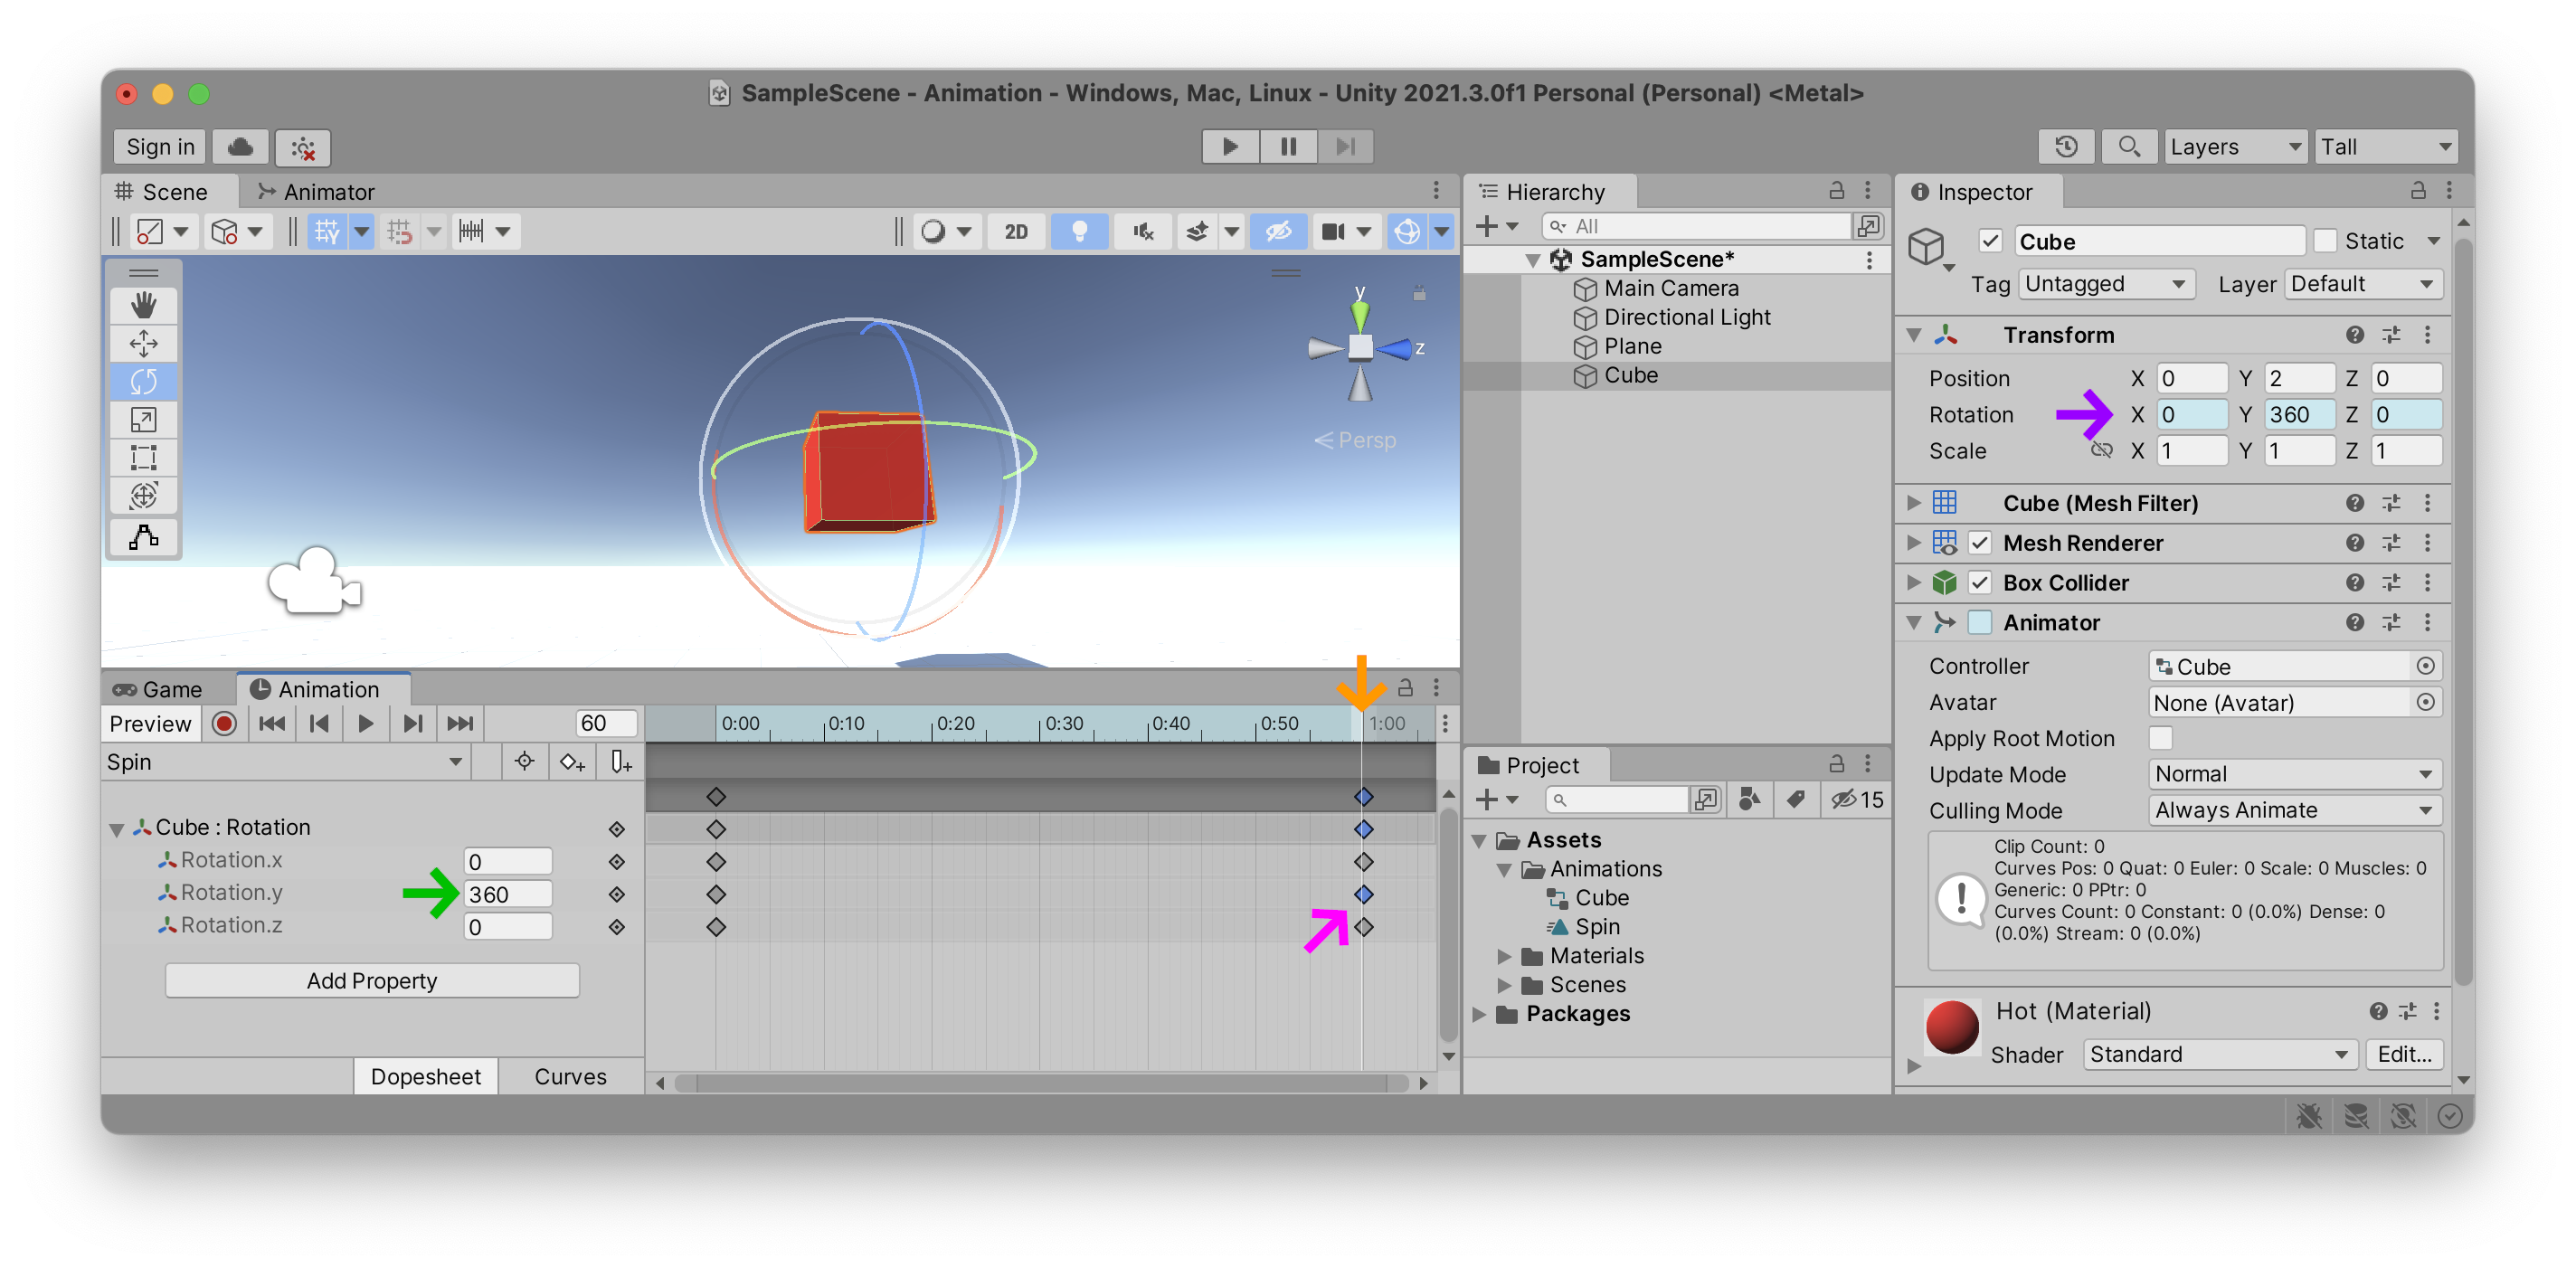 SampleScene - Animation - Windows, Mac, Linux - Unity 2021.3.0f1 Personal (Personal) <Metal>
Sign in
Layers
Tall
Scene
Animator
2D
y
z
Persp
Hierarchy
All
SampleScene*
Main Camera
Directional Light
Plane
Cube
Inspector
Cube
Static
Tag Untagged Layer Default
Transform
Position X 0 Y 2 Z 0
Rotation X 0 Y 360 Z 0
Scale X 1 Y 1 Z 1
Cube (Mesh Filter)
Mesh Renderer
Box Collider
Animator
Controller Cube
Avatar None (Avatar)
Apply Root Motion
Update Mode Normal
Culling Mode Always Animate
Clip Count: 0
Curves Pos: 0 Quat: 0 Euler: 0 Scale: 0 Muscles: 0
Generic: 0 PPtr: 0
Curves Count: 0 Constant: 0 (0.0%) Dense: 0
(0.0%) Stream: 0 (0.0%)
Hot (Material)
Shader Standard Edit...
Game
Animation
Preview 60 0:00 0:10 0:20 0:30 0:40 0:50 1:00
Spin
Cube : Rotation
Rotation.x 0
Rotation.y 360
Rotation.z 0
Add Property
Dopesheet Curves
Project
15
Assets
Animations
Cube
Spin
Materials
Scenes
Packages